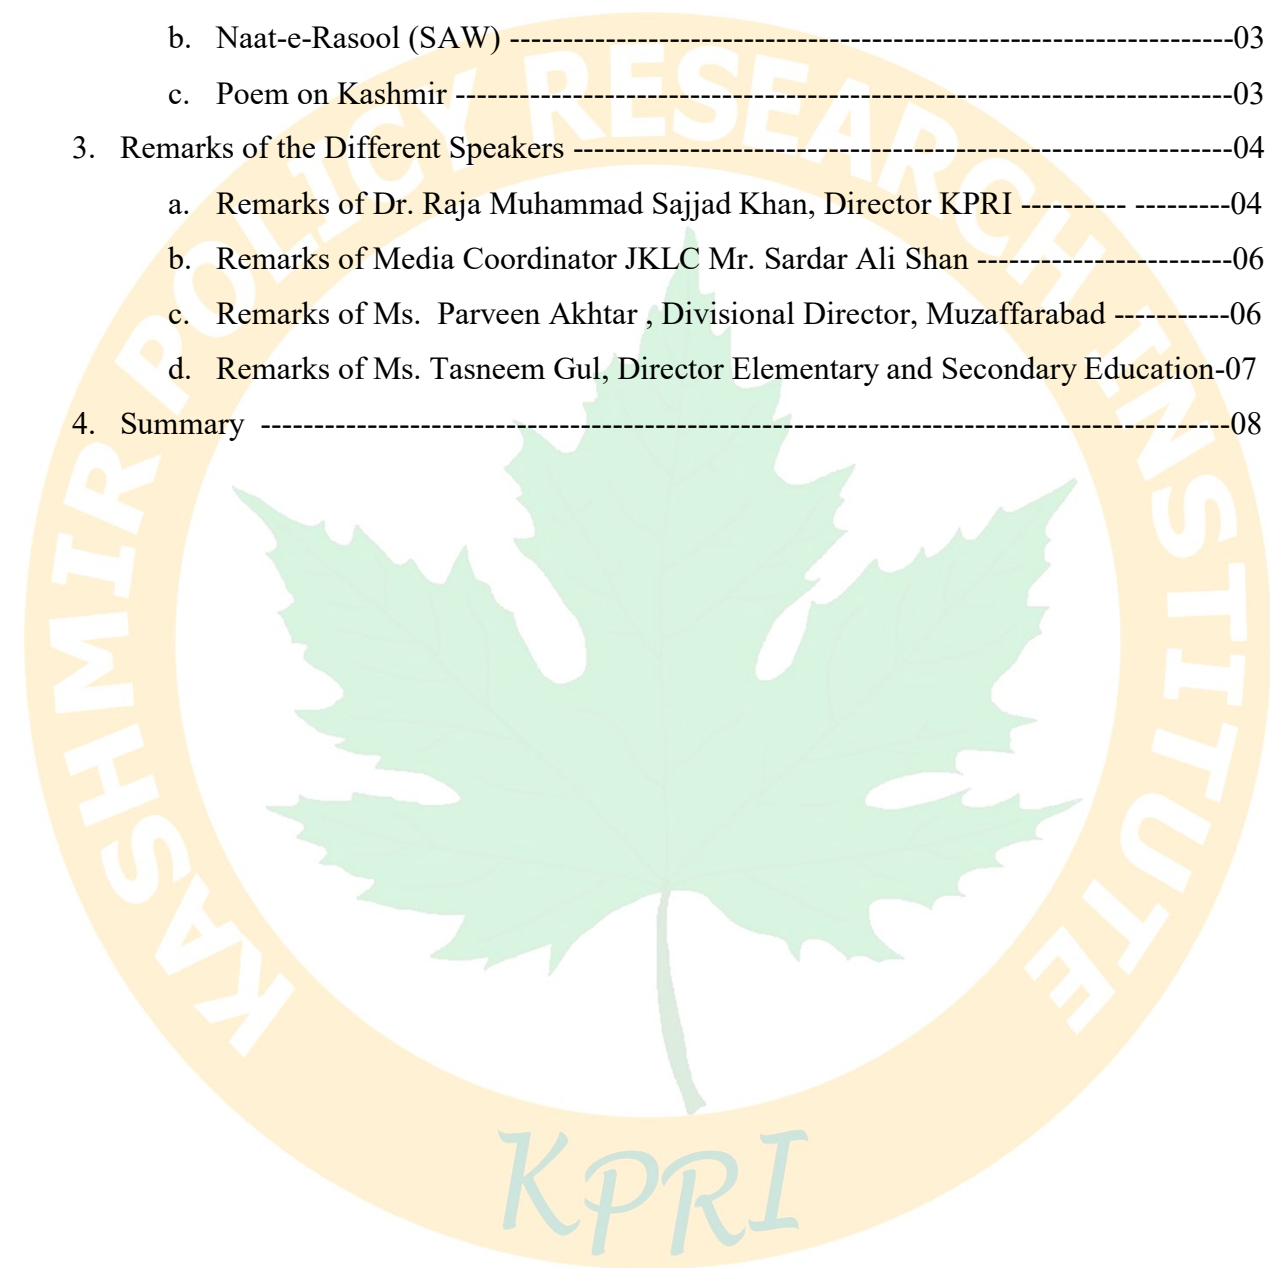 b. Naat-e-Rasool (SAW) --------------------------------------------------------------------03
c. Poem on Kashmir -------------------------------------------------------------------------03
3. Remarks of the Different Speakers --------------------------------------------------------------04
a. Remarks of Dr. Raja Muhammad Sajjad Khan, Director KPRI ---------- ---------04
b. Remarks of Media Coordinator JKLC Mr. Sardar Ali Shan ------------------------06
c. Remarks of Ms. Parveen Akhtar , Divisional Director, Muzaffarabad -----------06
d. Remarks of Ms. Tasneem Gul, Director Elementary and Secondary Education-07
4. Summary -------------------------------------------------------------------------------------------08
KASHMIR POLICY RESEARCH INSTITUTE
KPRI